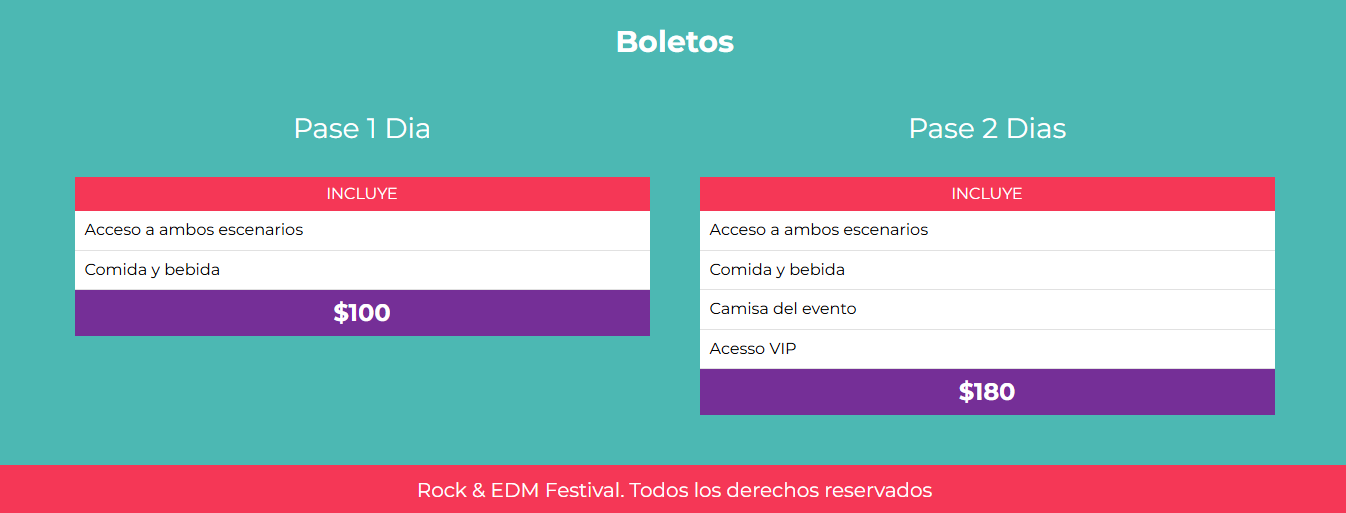 Boletos
Pase 1 Dia
INCLUYE
Acceso a ambos escenarios
Comida y bebida
$100
Pase 2 Dias
INCLUYE
Acceso a ambos escenarios
Comida y bebida
Camisa del evento
Acesso VIP
$180
Rock & EDM Festival. Todos los derechos reservados